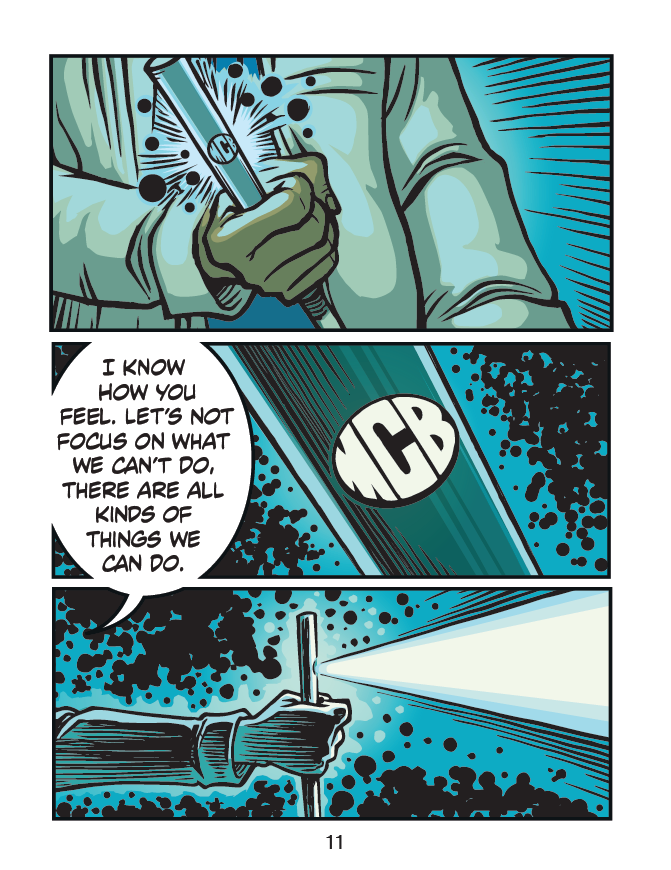 MCB
I KNOW
HOW YOU
FEEL. LET'S NOT
FOCUS ON WHAT
WE CAN'T DO,
THERE ARE ALL
KINDS OF
THINGS WE
CAN DO.
MCB
11